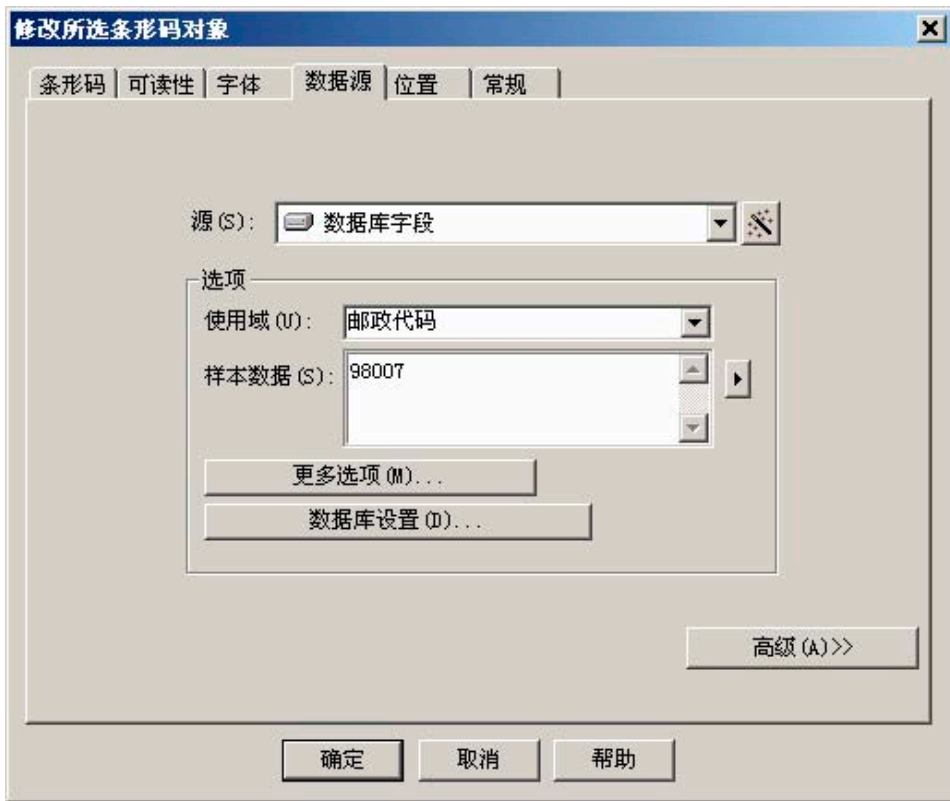 修改所选条形码对象
条形码 可读性 字体 数据源 位置 常规
源(S): 数据库字段
选项
使用域(U): 邮政代码
样本数据(S): 98007
更多选项(M)...
数据库设置(D)...
高级(A)>>
确定 取消 帮助